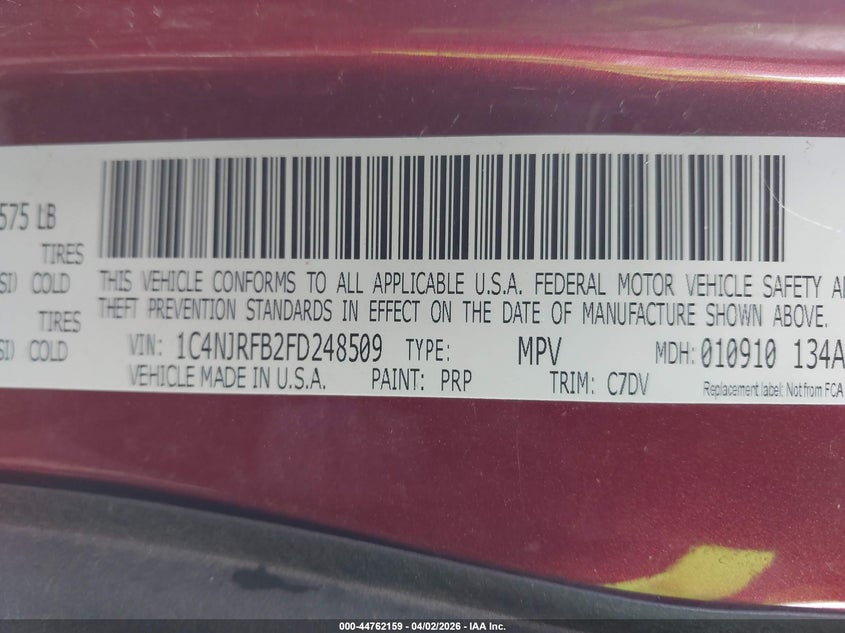 575 LB
TIRES
SI) COLD
TIRES
SI) COLD
THIS VEHICLE CONFORMS TO ALL APPLICABLE U.S.A. FEDERAL MOTOR VEHICLE SAFETY
THEFT PREVENTION STANDARDS IN EFFECT ON THE DATE OF MANUFACTURE SHOWN ABOVE.
VIN: 1C4NJRFB2FD248509 TYPE: MPV MDH: 010910 134A
VEHICLE MADE IN U.S.A. PAINT: PRP TRIM: C7DV Replacement label: Not from FCA
000-44762159 - 04/02/2026 - IAA Inc.